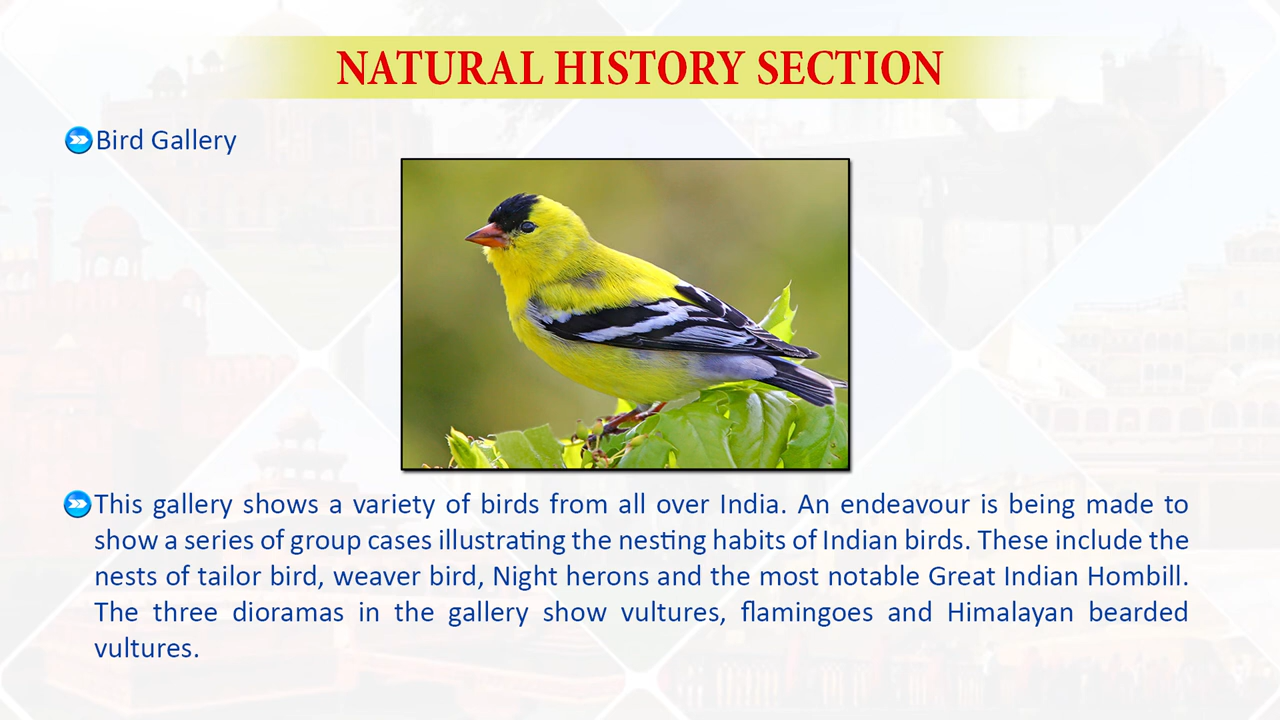 NATURAL HISTORY SECTION
Bird Gallery
This gallery shows a variety of birds from all over India. An endeavour is being made to
show a series of group cases illustrating the nesting habits of Indian birds. These include the
nests of tailor bird, weaver bird, Night herons and the most notable Great Indian Hombill.
The three dioramas in the gallery show vultures, flamingoes and Himalayan bearded
vultures.